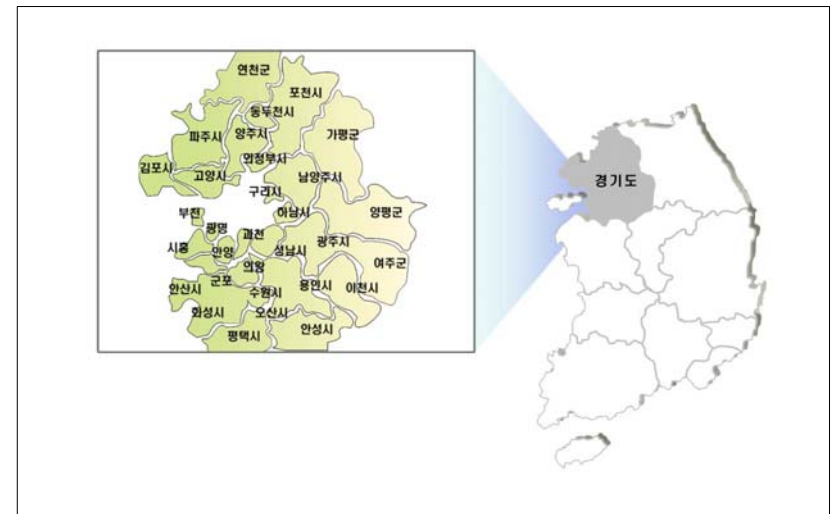 연천군
포천시
동두천시
파주시
양주시
가평군
의정부시
김포시
고양시
남양주시
구리시
부천
하남시
양평군
광명
과천
시흥
안양
성남시
광주시
여주군
의왕
군포
안산시
수원시
용인시
이천시
화성시
오산시
안성시
평택시
경기도